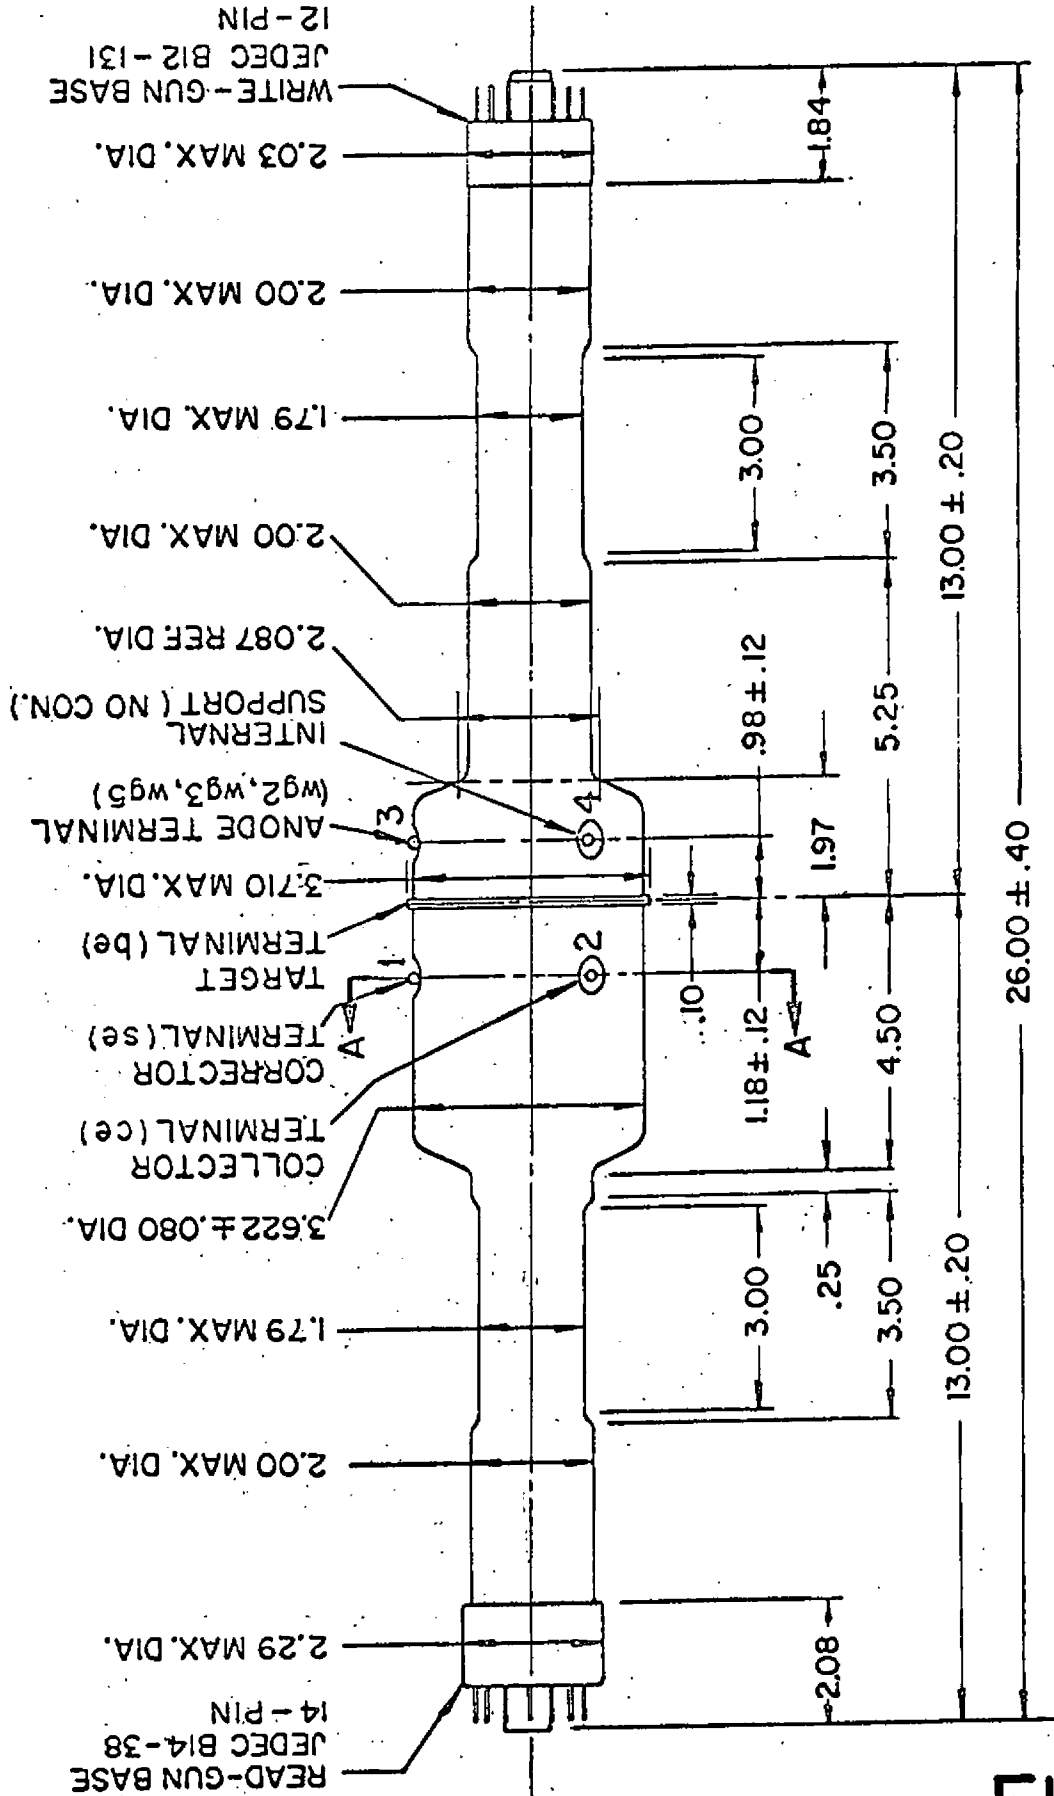 12-PIN
JEDEC B12-131
WRITE-GUN BASE
2.03 MAX. DIA.
2.00 MAX. DIA.
1.79 MAX. DIA.
2.00 MAX. DIA.
2.087 REF. DIA.
INTERNAL
SUPPORT (NO CON.)
ANODE TERMINAL
(wg2, wg3, wg5)
3.710 MAX. DIA.
TARGET
TERMINAL (be)
CORRECTOR
TERMINAL (se)
COLLECTOR
TERMINAL (ce)
3.622±.080 DIA.
1.79 MAX. DIA.
2.00 MAX. DIA.
2.29 MAX. DIA.
READ-GUN BASE
JEDEC B14-38
14-PIN
3
4
1
2
A
A
1.84
3.00
3.50
13.00 ± .20
.98 ± .12
5.25
1.97
26.00 ± .40
.10
1.18 ± .12
4.50
.25
3.00
3.50
13.00 ± .20
2.08